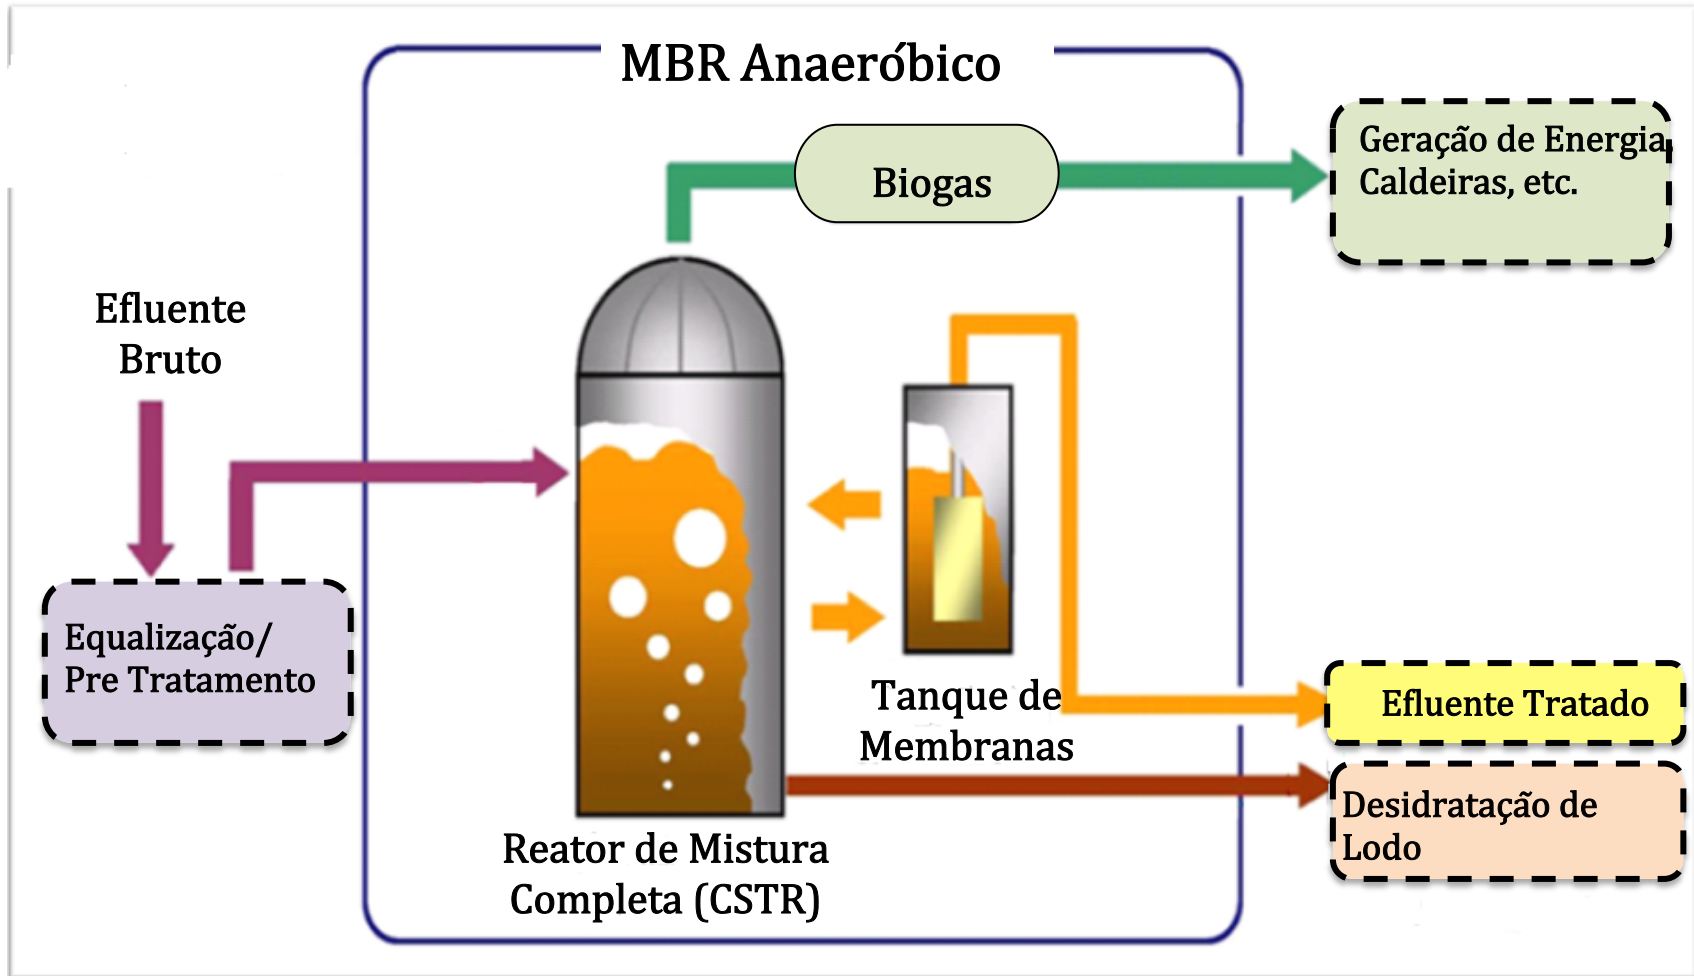 MBR Anaeróbico
Biogas
Geração de Energia,
Caldeiras, etc.
Efluente
Bruto
Equalização/
Pre Tratamento
Tanque de
Membranas
Efluente Tratado
Desidratação de
Lodo
Reator de Mistura
Completa (CSTR)